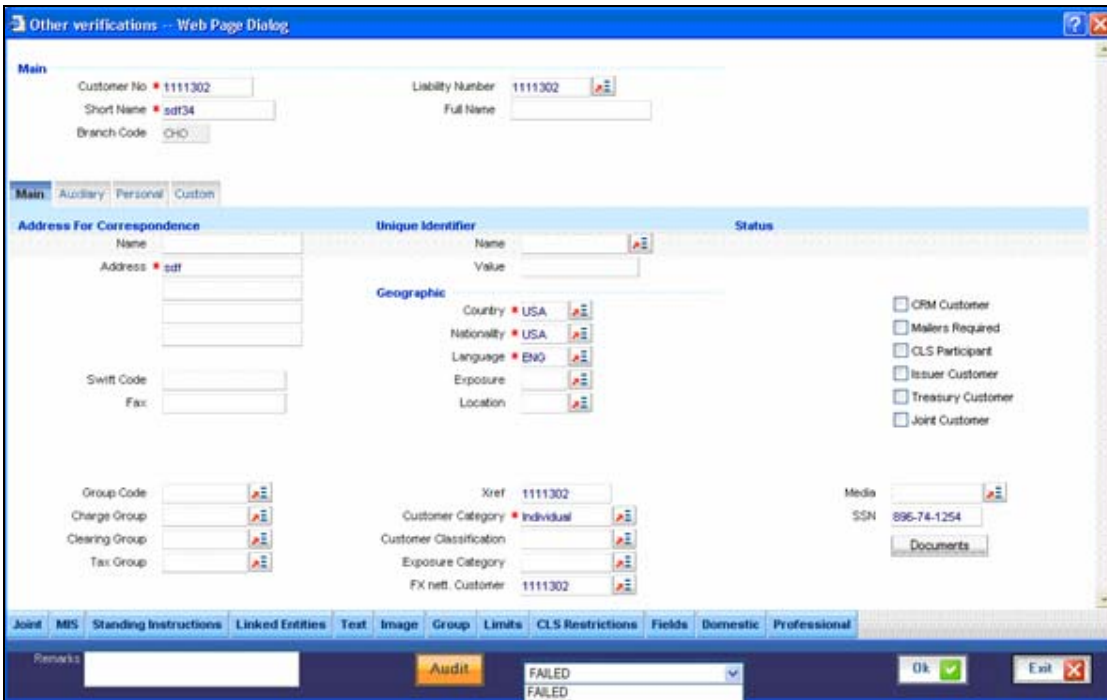 Other verifications -- Web Page Dialog
Main
Customer No * 1111302 Liability Number 1111302
Short Name * sdf34 Full Name
Branch Code CHO
Main Auxiliary Personal Custom
Address For Correspondence Unique Identifier Status
Name Name
Address * sdf Value
Geographic
Country * USA CRM Customer
Nationality * USA Mailers Required
Language * ENG CLS Participant
Swift Code Exposure Issuer Customer
Fax Location Treasury Customer
Joint Customer
Group Code Xref 1111302 Media
Charge Group Customer Category * Individual SSN 896-74-1254
Clearing Group Customer Classification Documents
Tax Group Exposure Category
FX nett. Customer 1111302
Joint MIS Standing Instructions Linked Entities Text Image Group Limits CLS Restrictions Fields Domestic Professional
Remarks Audit FAILED Ok Exit
FAILED